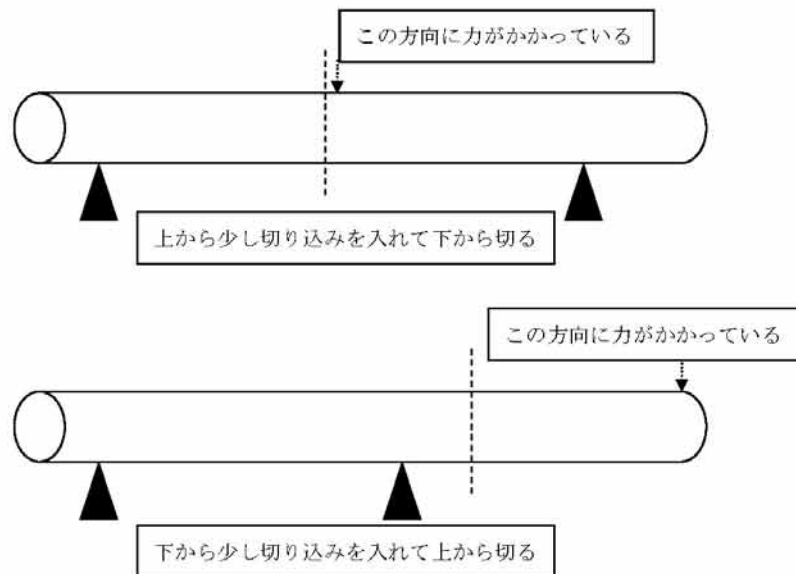 この方向に力がかかっている
上から少し切り込みを入れて下から切る
この方向に力がかかっている
下から少し切り込みを入れて上から切る